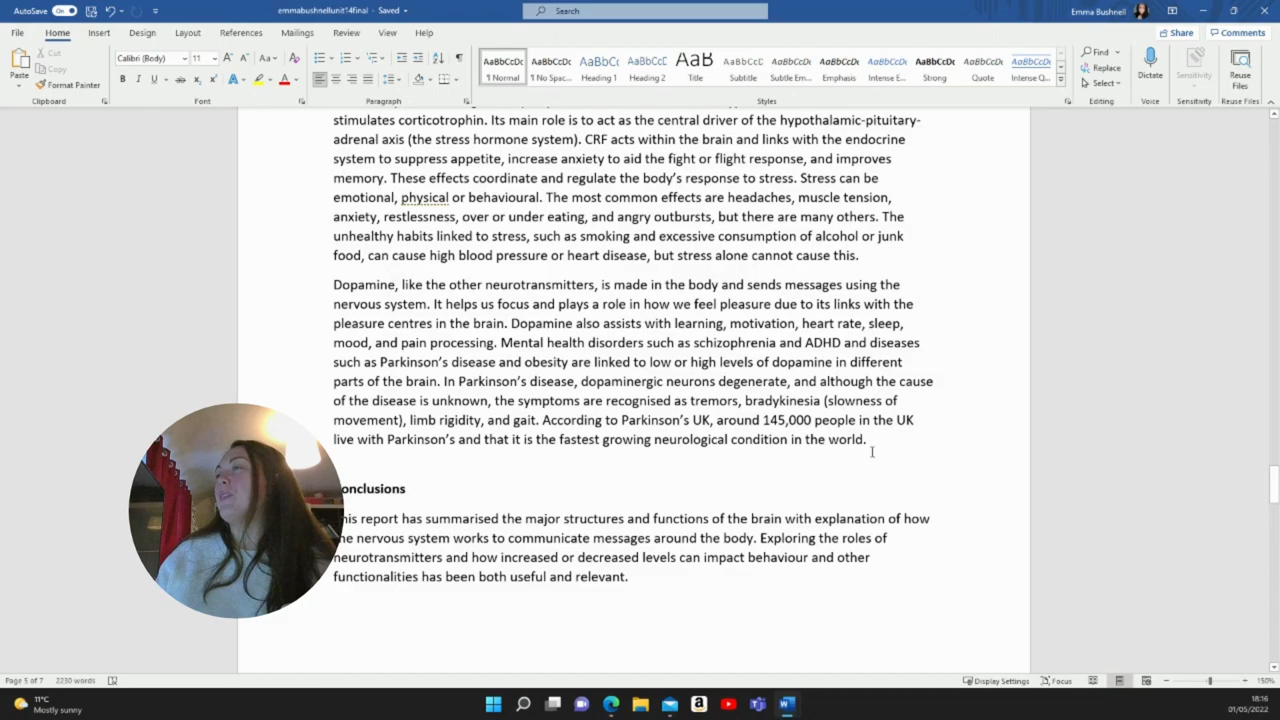 AutoSave On emmabushnellunit14final - Saved Search Emma Bushnell
File Home Insert Design Layout References Mailings Review View Help Share Comments
Paste Cut Copy Format Painter Clipboard
Calibri (Body) 11 Font
Paragraph
AaBbCcDc AaBbCcDc AaBbCc AaBbCc AaB AaBbCcDc AaBbCcDc AaBbCcDc AaBbCcDc AaBbCcDc AaBbCcDc AaBbCcDc
¶ Normal ¶ No Spac... Heading 1 Heading 2 Title Subtitle Subtle Em... Emphasis Intense E... Strong Quote Intense Q...
Styles
Find Replace Select Editing
Dictate Voice
Sensitivity Sensitivity
Reuse Files Reuse Files
stimulates corticotrophin. Its main role is to act as the central driver of the hypothalamic-pituitary-
adrenal axis (the stress hormone system). CRF acts within the brain and links with the endocrine
system to suppress appetite, increase anxiety to aid the fight or flight response, and improves
memory. These effects coordinate and regulate the body's response to stress. Stress can be
emotional, physical or behavioural. The most common effects are headaches, muscle tension,
anxiety, restlessness, over or under eating, and angry outbursts, but there are many others. The
unhealthy habits linked to stress, such as smoking and excessive consumption of alcohol or junk
food, can cause high blood pressure or heart disease, but stress alone cannot cause this.
Dopamine, like the other neurotransmitters, is made in the body and sends messages using the
nervous system. It helps us focus and plays a role in how we feel pleasure due to its links with the
pleasure centres in the brain. Dopamine also assists with learning, motivation, heart rate, sleep,
mood, and pain processing. Mental health disorders such as schizophrenia and ADHD and diseases
such as Parkinson's disease and obesity are linked to low or high levels of dopamine in different
parts of the brain. In Parkinson's disease, dopaminergic neurons degenerate, and although the cause
of the disease is unknown, the symptoms are recognised as tremors, bradykinesia (slowness of
movement), limb rigidity, and gait. According to Parkinson's UK, around 145,000 people in the UK
live with Parkinson's and that it is the fastest growing neurological condition in the world.
onclusions
his report has summarised the major structures and functions of the brain with explanation of how
he nervous system works to communicate messages around the body. Exploring the roles of
neurotransmitters and how increased or decreased levels can impact behaviour and other
functionalities has been both useful and relevant.
Page 5 of 7 2230 words Display Settings Focus 150%
11°C
Mostly sunny
18:16
01/05/2022